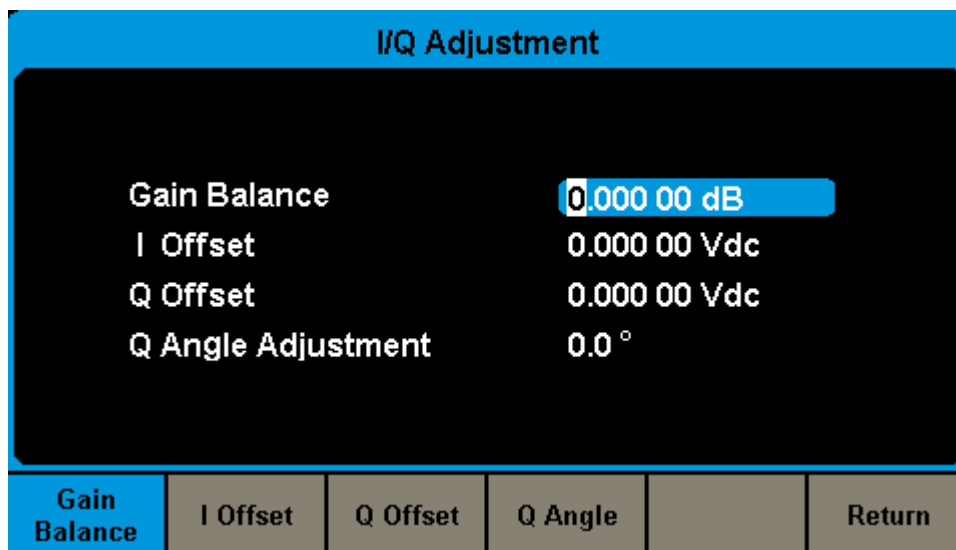 I/Q Adjustment
Gain Balance 0.000 00 dB
I Offset 0.000 00 Vdc
Q Offset 0.000 00 Vdc
Q Angle Adjustment 0.0 °
Gain Balance I Offset Q Offset Q Angle Return